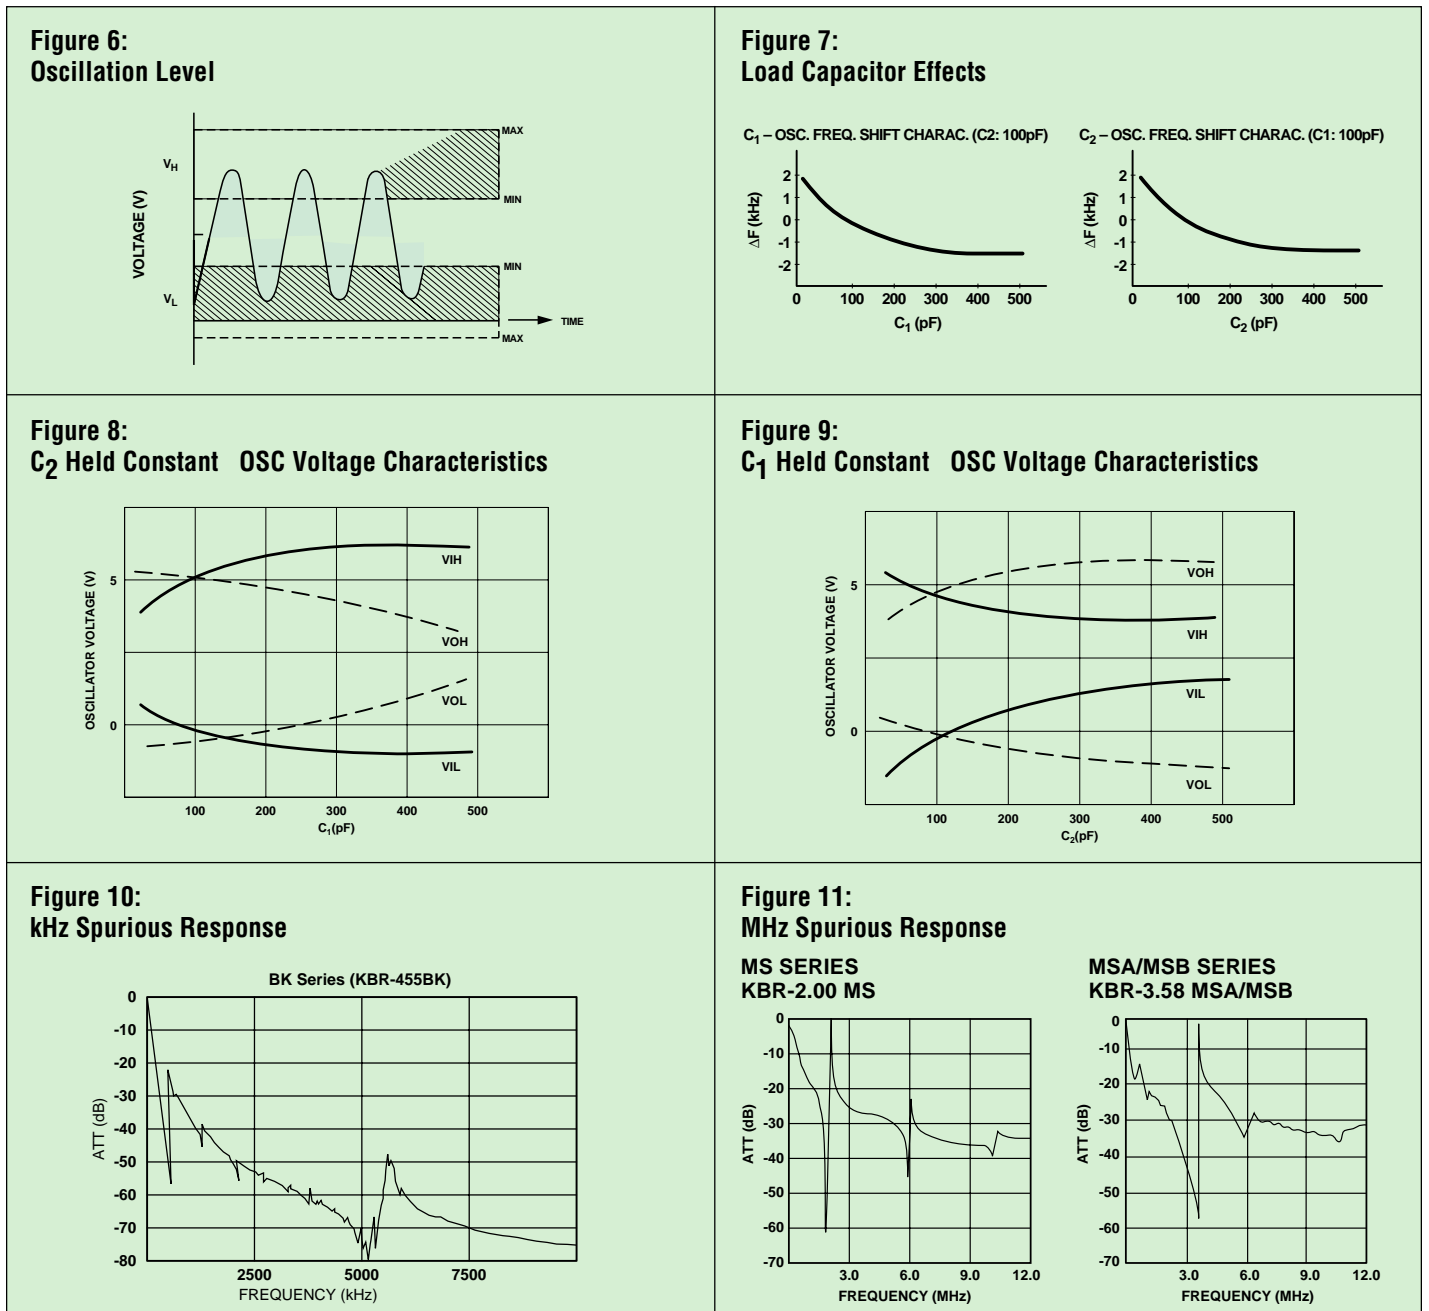 Figure 6:
Oscillation Level
VOLTAGE (V)
VH
VL
MAX
MIN
MIN
MAX
TIME
Figure 7:
Load Capacitor Effects
C1 – OSC. FREQ. SHIFT CHARAC. (C2: 100pF)
ΔF (kHz)
2
1
0
-1
-2
0 100 200 300 400 500
C1 (pF)
C2 – OSC. FREQ. SHIFT CHARAC. (C1: 100pF)
ΔF (kHz)
2
1
0
-1
-2
0 100 200 300 400 500
C2 (pF)
Figure 8:
C2 Held Constant OSC Voltage Characteristics
OSCILLATOR VOLTAGE (V)
5
0
VIH
VOH
VOL
VIL
100 200 300 400 500
C1(pF)
Figure 9:
C1 Held Constant OSC Voltage Characteristics
OSCILLATOR VOLTAGE (V)
5
0
VOH
VIH
VIL
VOL
100 200 300 400 500
C2(pF)
Figure 10:
kHz Spurious Response
BK Series (KBR-455BK)
ATT (dB)
0
-10
-20
-30
-40
-50
-60
-70
-80
2500 5000 7500
FREQUENCY (kHz)
Figure 11:
MHz Spurious Response
MS SERIES
KBR-2.00 MS
ATT (dB)
0
-10
-20
-30
-40
-50
-60
-70
3.0 6.0 9.0 12.0
FREQUENCY (MHz)
MSA/MSB SERIES
KBR-3.58 MSA/MSB
ATT (dB)
0
-10
-20
-30
-40
-50
-60
-70
3.0 6.0 9.0 12.0
FREQUENCY (MHz)